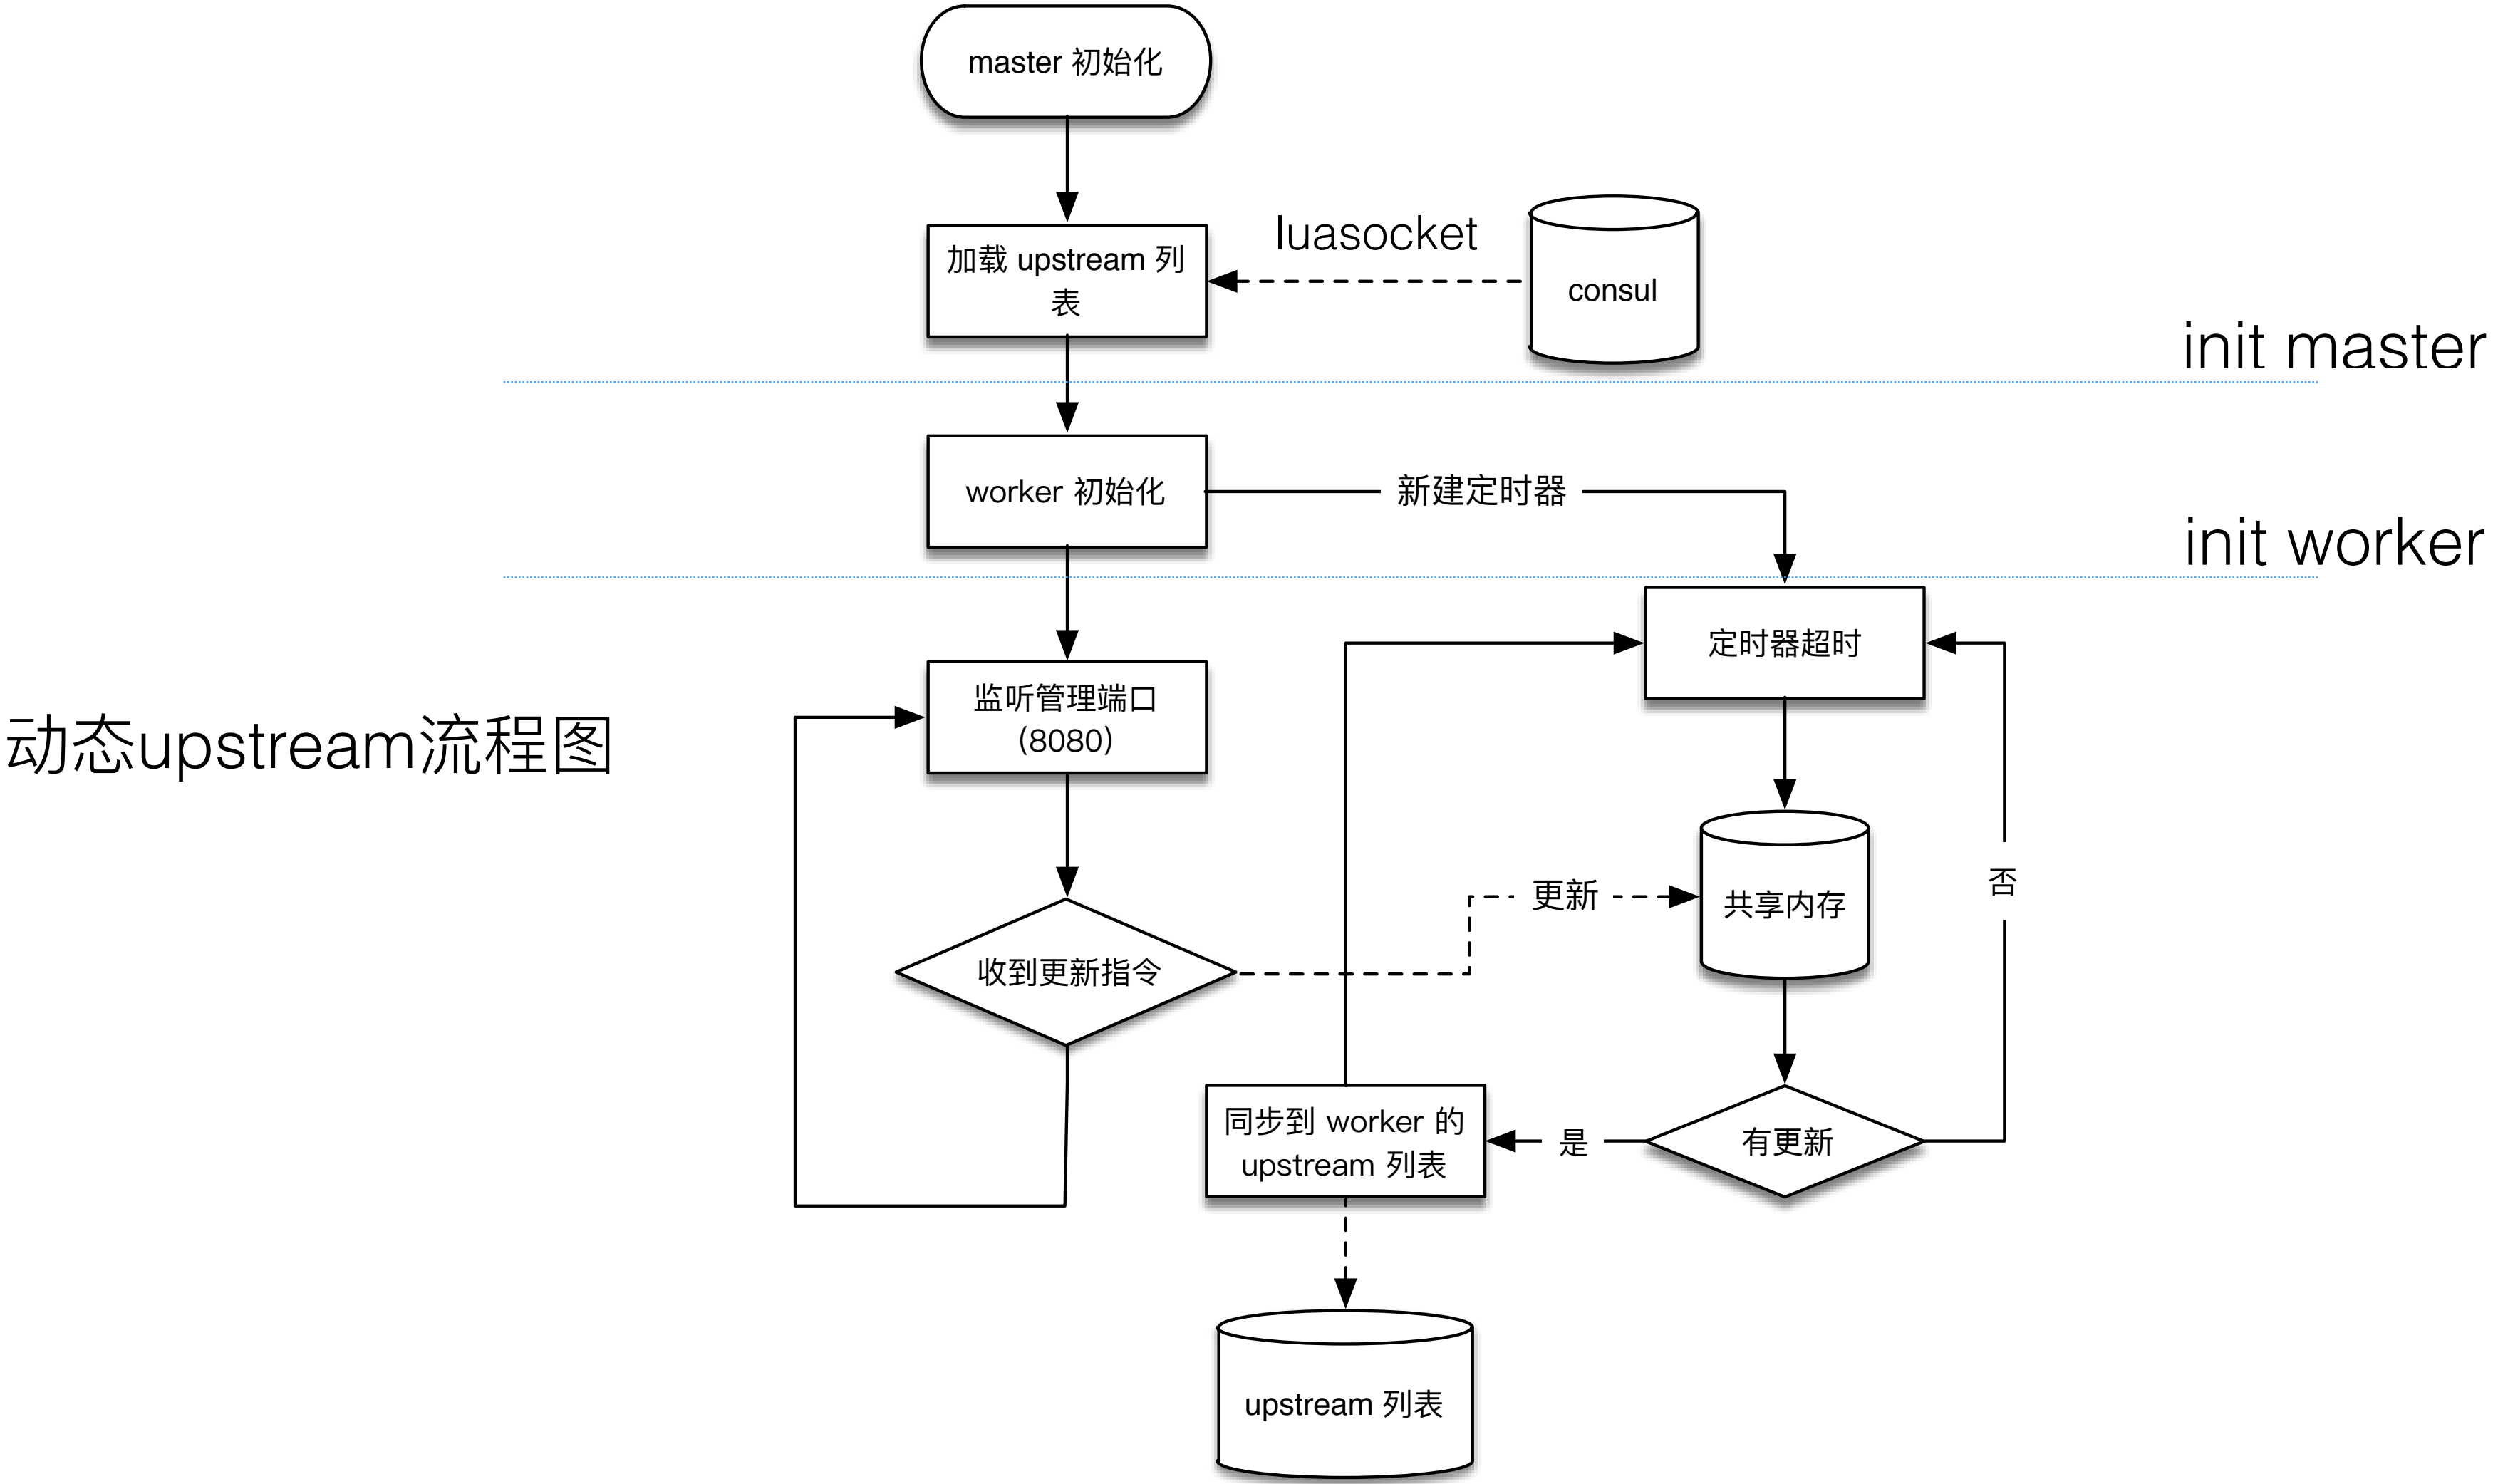 master 初始化
luasocket
加载 upstream 列
表
consul
init master
worker 初始化
新建定时器
init worker
定时器超时
监听管理端口
(8080)
动态upstream流程图
否
更新
共享内存
收到更新指令
同步到 worker 的
upstream 列表
是
有更新
upstream 列表